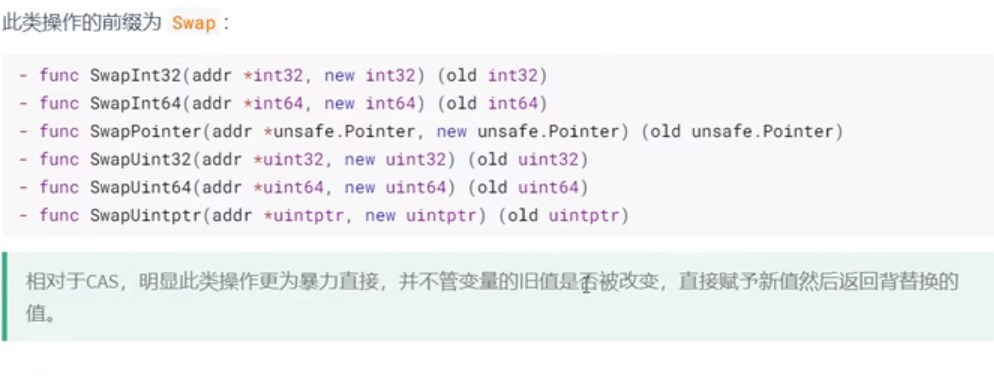 此类操作的前缀为 Swap :
- func SwapInt32(addr *int32, new int32) (old int32)
- func SwapInt64(addr *int64, new int64) (old int64)
- func SwapPointer(addr *unsafe.Pointer, new unsafe.Pointer) (old unsafe.Pointer)
- func SwapUint32(addr *uint32, new uint32) (old uint32)
- func SwapUint64(addr *uint64, new uint64) (old uint64)
- func SwapUintptr(addr *uintptr, new uintptr) (old uintptr)
相对于CAS，明显此类操作更为暴力直接，并不管变量的旧值是否被改变，直接赋予新值然后返回背替换的
值。